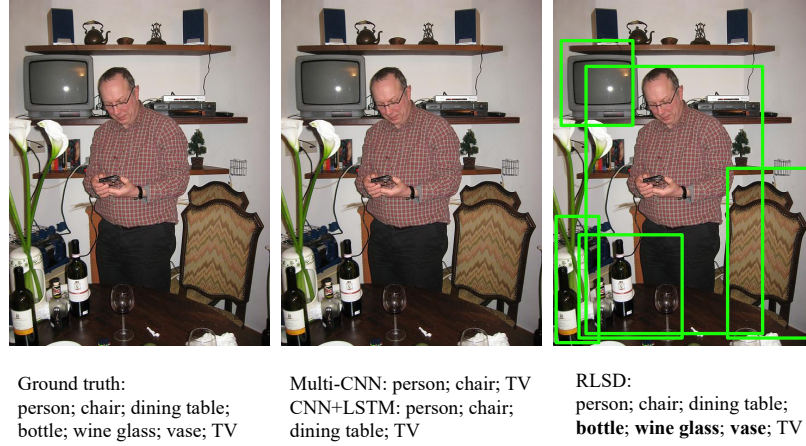 Ground truth:
person; chair; dining table;
bottle; wine glass; vase; TV
Multi-CNN: person; chair; TV
CNN+LSTM: person; chair;
dining table; TV
RLSD:
person; chair; dining table;
bottle; wine glass; vase; TV